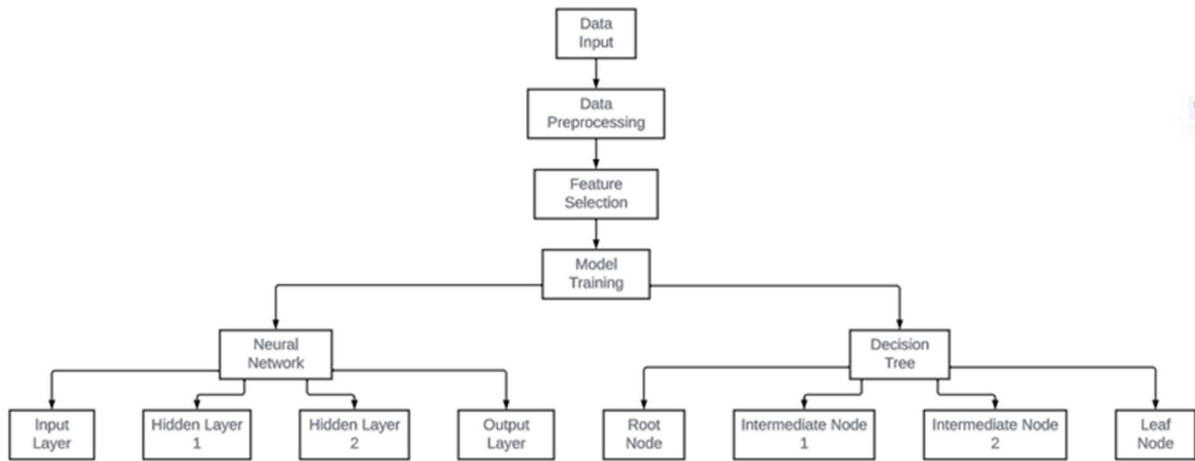 Data
Input
Data
Preprocessing
Feature
Selection
Model
Training
Neural
Network
Decision
Tree
Input
Layer
Hidden Layer
1
Hidden Layer
2
Output
Layer
Root
Node
Intermediate Node
1
Intermediate Node
2
Leaf
Node